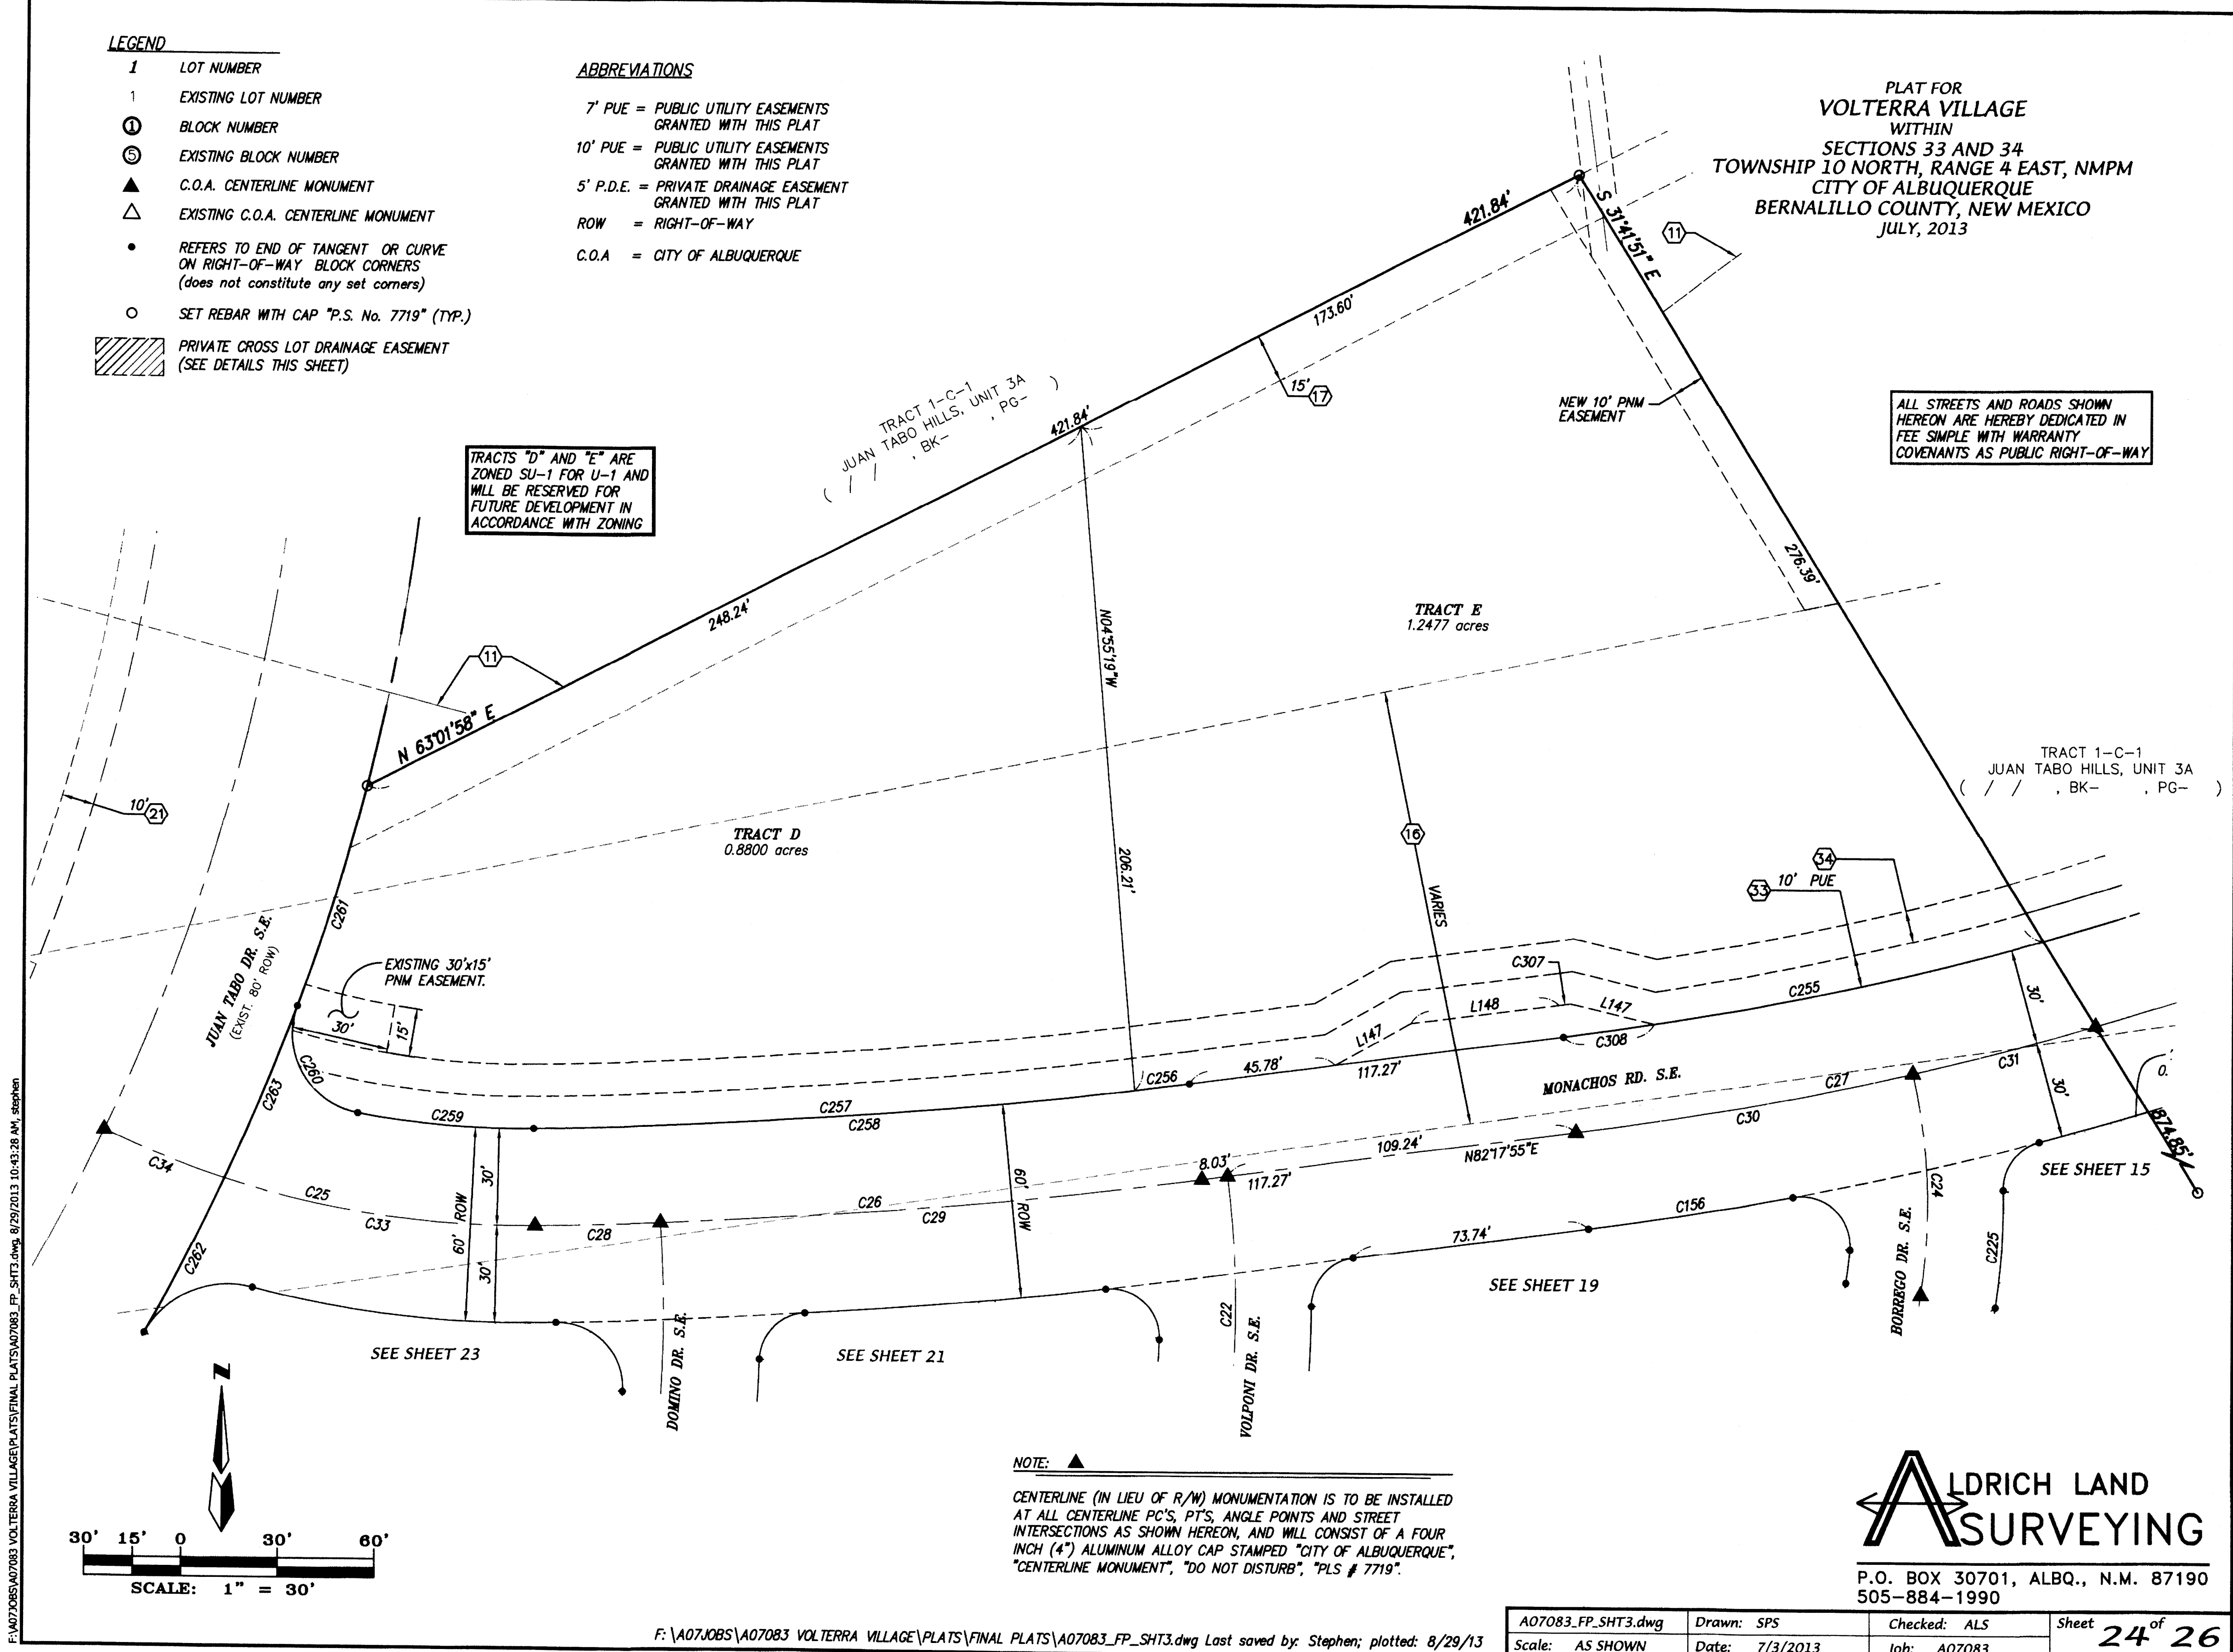 LEGEND
1 LOT NUMBER
1 EXISTING LOT NUMBER
1 BLOCK NUMBER
5 EXISTING BLOCK NUMBER
C.O.A. CENTERLINE MONUMENT
EXISTING C.O.A. CENTERLINE MONUMENT
REFERS TO END OF TANGENT OR CURVE
ON RIGHT-OF-WAY BLOCK CORNERS
(does not constitute any set corners)
SET REBAR WITH CAP "P.S. No. 7719" (TYP.)
PRIVATE CROSS LOT DRAINAGE EASEMENT
(SEE DETAILS THIS SHEET)
ABBREVIATIONS
7' PUE = PUBLIC UTILITY EASEMENTS
GRANTED WITH THIS PLAT
10' PUE = PUBLIC UTILITY EASEMENTS
GRANTED WITH THIS PLAT
5' P.D.E. = PRIVATE DRAINAGE EASEMENT
GRANTED WITH THIS PLAT
ROW = RIGHT-OF-WAY
C.O.A = CITY OF ALBUQUERQUE
PLAT FOR
VOLTERRA VILLAGE
WITHIN
SECTIONS 33 AND 34
TOWNSHIP 10 NORTH, RANGE 4 EAST, NMPM
CITY OF ALBUQUERQUE
BERNALILLO COUNTY, NEW MEXICO
JULY, 2013
ALL STREETS AND ROADS SHOWN
HEREON ARE HEREBY DEDICATED IN
FEE SIMPLE WITH WARRANTY
COVENANTS AS PUBLIC RIGHT-OF-WAY
TRACTS "D" AND "E" ARE
ZONED SU-1 FOR U-1 AND
WILL BE RESERVED FOR
FUTURE DEVELOPMENT IN
ACCORDANCE WITH ZONING
TRACT 1-C-1
JUAN TABO HILLS, UNIT 3A
( / / , BK- , PG- )
421.84'
S 31°41'51" E
11
173.60'
15'
17
421.84'
NEW 10' PNM
EASEMENT
276.39'
248.24'
11
N 63°01'58" E
N04°55'19"W
206.21'
TRACT E
1.2477 acres
TRACT D
0.8800 acres
10'
21
16
VARIES
TRACT 1-C-1
JUAN TABO HILLS, UNIT 3A
( / / , BK- , PG- )
34
33
10' PUE
C261
JUAN TABO DR. S.E.
(EXIST. 80' ROW)
EXISTING 30'x15'
PNM EASEMENT.
30'
15'
C307
L148
L147
L147
C255
C308
30'
C260
C263
C256
45.78'
117.27'
MONACHOS RD. S.E.
C27
C31
30'
0.
C259
C257
C258
C30
874.85'
C34
C25
C33
60' ROW
30'
30'
C28
C26
C29
60' ROW
8.03'
117.27'
109.24'
N82°17'55"E
C24
SEE SHEET 15
C156
73.74'
C262
C22
C225
SEE SHEET 23
SEE SHEET 21
SEE SHEET 19
DOMINO DR. S.E.
VOLPONI DR. S.E.
BORREGO DR. S.E.
N
30' 15' 0 30' 60'
SCALE: 1" = 30'
NOTE:
CENTERLINE (IN LIEU OF R/W) MONUMENTATION IS TO BE INSTALLED
AT ALL CENTERLINE PC'S, PT'S, ANGLE POINTS AND STREET
INTERSECTIONS AS SHOWN HEREON, AND WILL CONSIST OF A FOUR
INCH (4") ALUMINUM ALLOY CAP STAMPED "CITY OF ALBUQUERQUE",
"CENTERLINE MONUMENT", "DO NOT DISTURB", "PLS # 7719".
ALDRICH LAND
SURVEYING
P.O. BOX 30701, ALBQ., N.M. 87190
505-884-1990
A07083_FP_SHT3.dwg Drawn: SPS Checked: ALS Sheet 24 of 26
Scale: AS SHOWN Date: 7/3/2013 Job: A07083
F:\A07JOBS\A07083 VOLTERRA VILLAGE\PLATS\FINAL PLATS\A07083_FP_SHT3.dwg Last saved by: Stephen; plotted: 8/29/13
F:\A07JOBS\A07083 VOLTERRA VILLAGE\PLATS\FINAL PLATS\A07083_FP_SHT3.dwg, 8/29/2013 10:43:28 AM, stephen